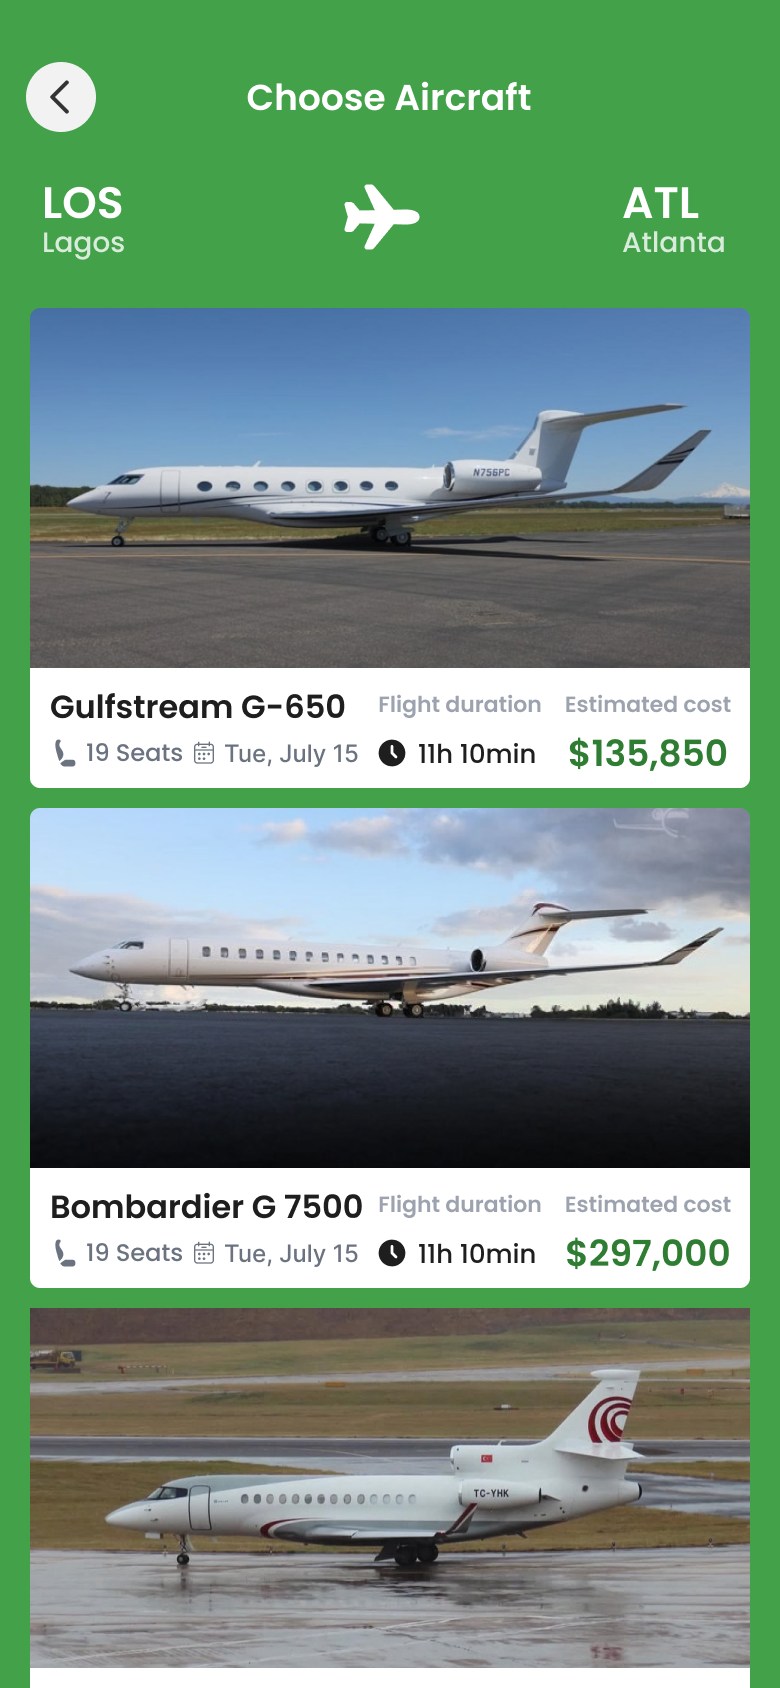 Choose Aircraft
LOS
Lagos
ATL
Atlanta
N756PC
Gulfstream G-650
Flight duration
Estimated cost
19 Seats
Tue, July 15
11h 10min
$135,850
Bombardier G 7500
Flight duration
Estimated cost
19 Seats
Tue, July 15
11h 10min
$297,000
TC-YHK